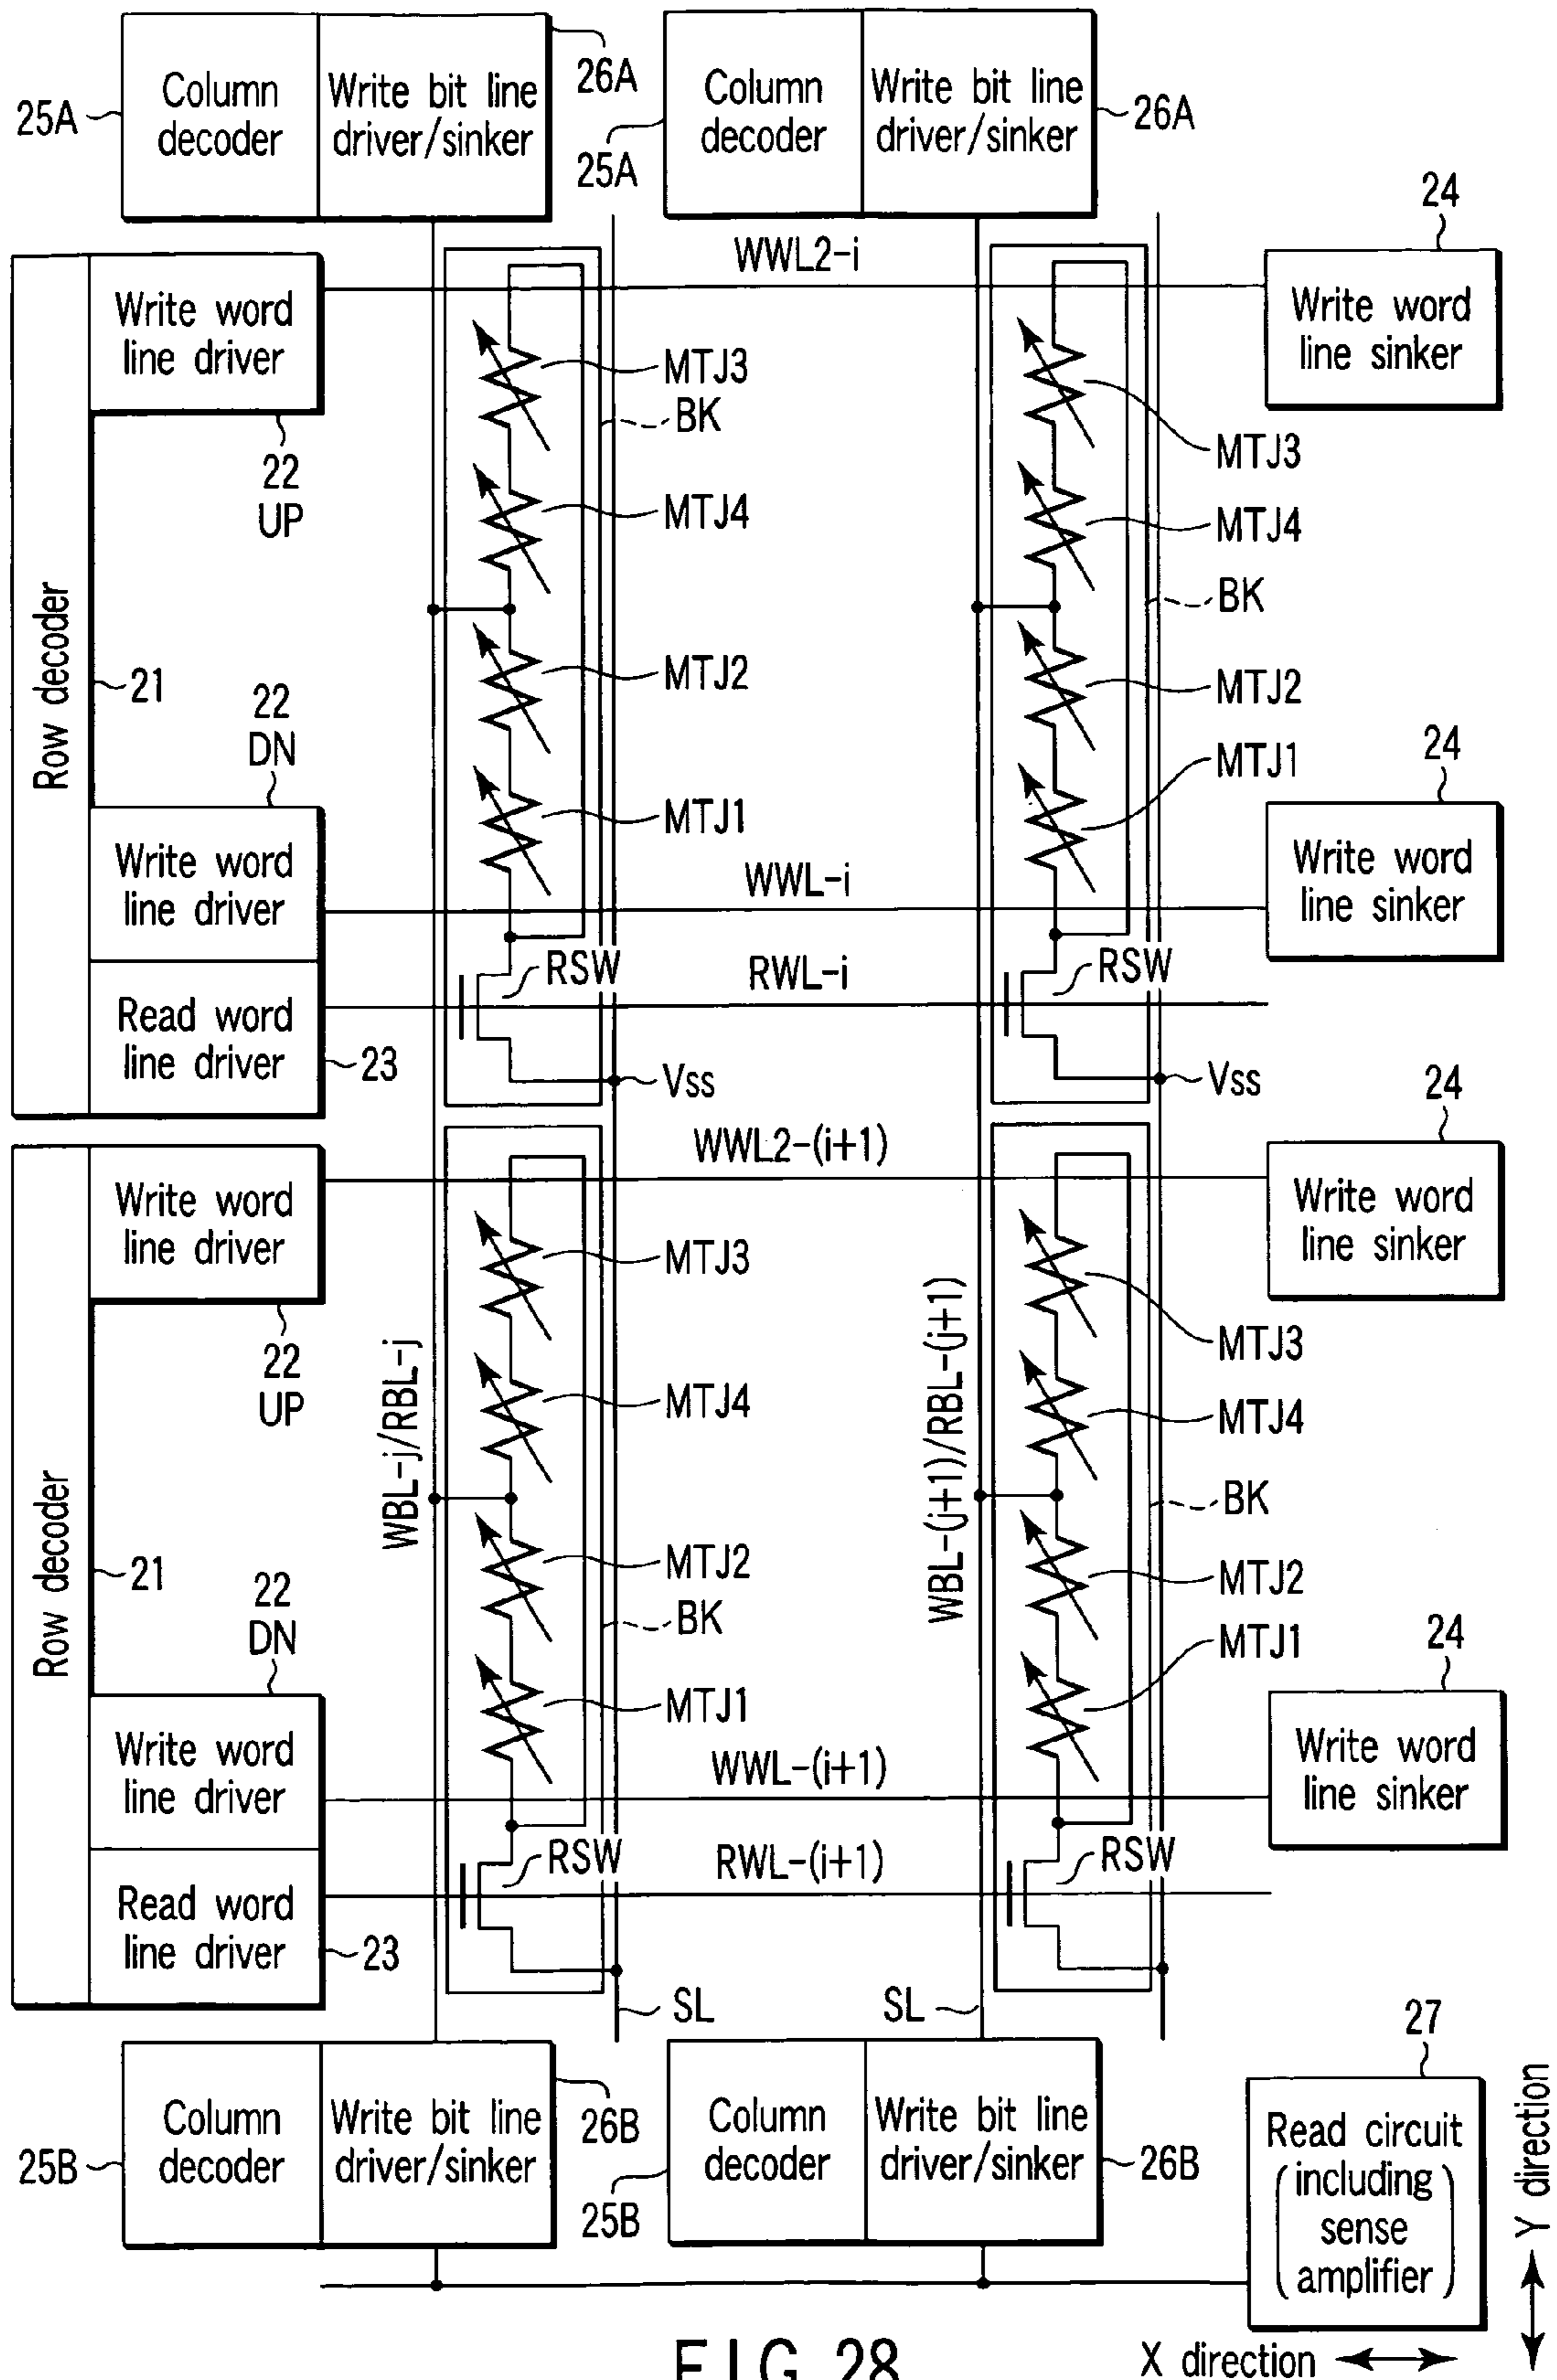 Column
decoder
Write bit line
driver/sinker
26A
25A
Column
decoder
Write bit line
driver/sinker
26A
25A
24
WWL2-i
Write word
line driver
Write word
line sinker
MTJ3
BK
MTJ3
22
UP
MTJ4
MTJ4
BK
Row decoder
21
MTJ2
MTJ2
22
DN
MTJ1
24
MTJ1
Write word
line driver
WWL-i
Write word
line sinker
RSW
RWL-i
RSW
Read word
line driver
23
Vss
Vss
24
WWL2-(i+1)
Write word
line driver
Write word
line sinker
MTJ3
MTJ3
22
UP
WBL-j/RBL-j
WBL-(j+1)/RBL-(j+1)
MTJ4
MTJ4
BK
Row decoder
21
MTJ2
MTJ2
22
DN
BK
MTJ1
24
MTJ1
Write word
line driver
WWL-(i+1)
Write word
line sinker
RSW
RWL-(i+1)
RSW
Read word
line driver
23
SL
SL
27
Column
decoder
Write bit line
driver/sinker
26B
25B
Column
decoder
Write bit line
driver/sinker
26B
25B
Read circuit
(including
sense
amplifier)
Y direction
X direction
FIG. 28